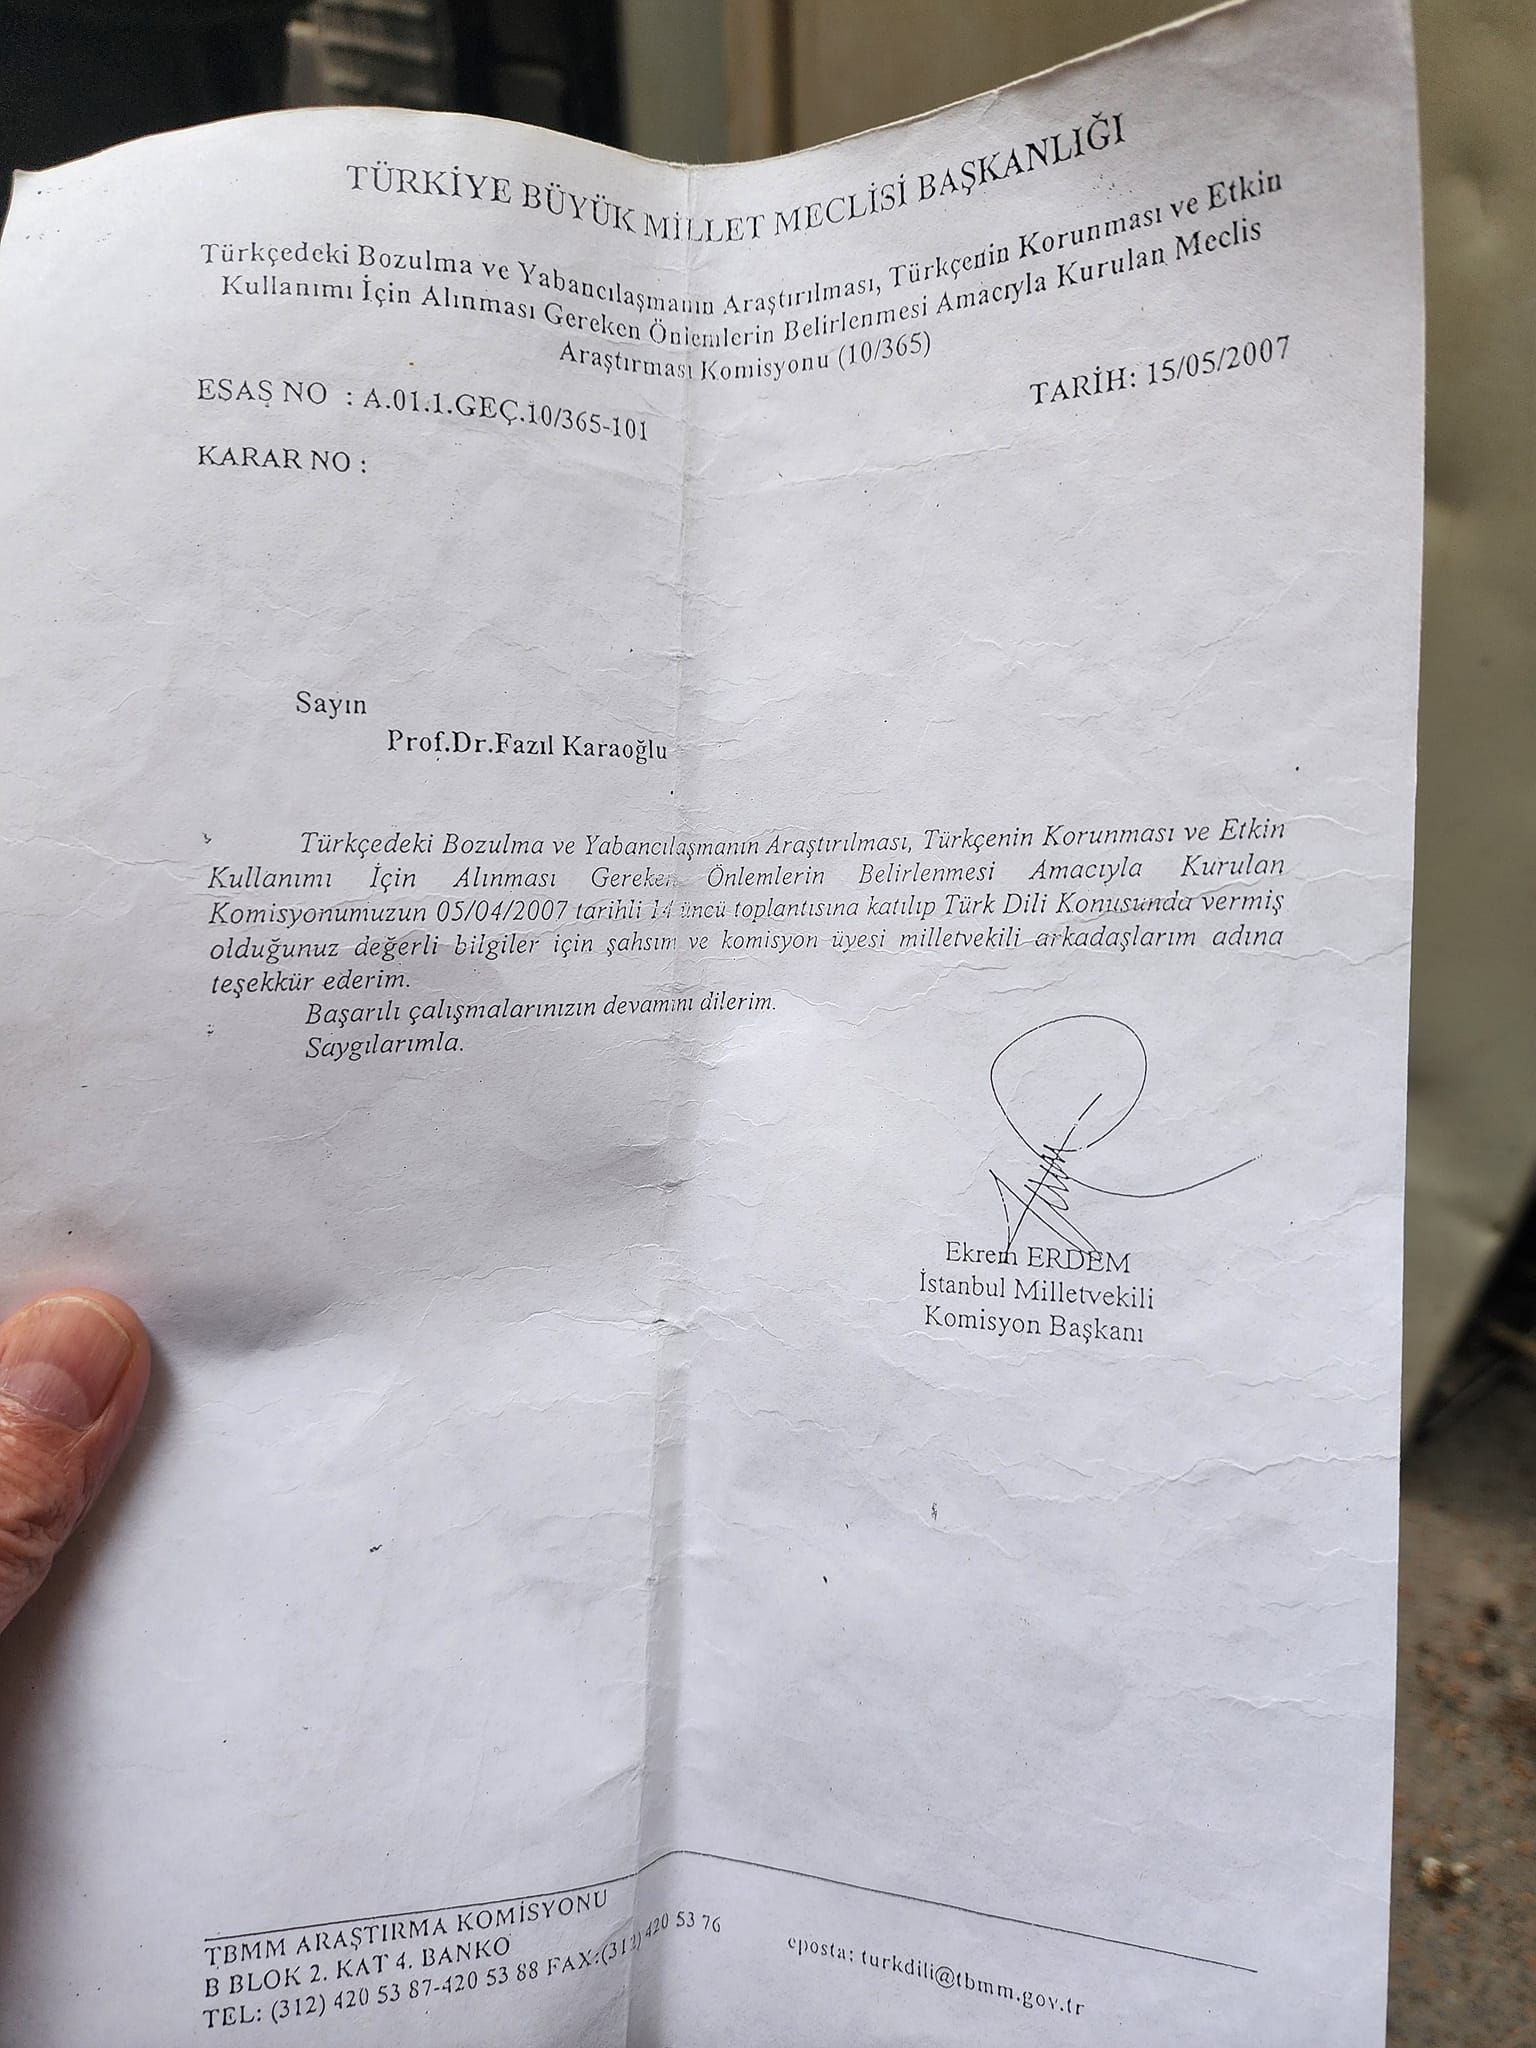 TÜRKİYE BÜYÜK MİLLET MECLİSİ BAŞKANLIĞI
Türkçedeki Bozulma ve Yabancılaşmanın Araştırılması, Türkçenin Korunması ve Etkin
Kullanımı İçin Alınması Gereken Önlemlerin Belirlenmesi Amacıyla Kurulan Meclis
Araştırması Komisyonu (10/365)
ESAS NO : A.01.1.GEÇ.10/365-101
TARİH: 15/05/2007
KARAR NO :
Sayın
Prof.Dr.Fazıl Karaoğlu
Türkçedeki Bozulma ve Yabancılaşmanın Araştırılması, Türkçenin Korunması ve Etkin
Kullanımı İçin Alınması Gereken Önlemlerin Belirlenmesi Amacıyla Kurulan
Komisyonumuzun 05/04/2007 tarihli 14 üncü toplantısına katılıp Türk Dili Konusunda vermiş
olduğunuz değerli bilgiler için şahsım ve komisyon üyesi milletvekili arkadaşlarım adına
teşekkür ederim.
Başarılı çalışmalarınızın devamını dilerim.
Saygılarımla.
Ekrem ERDEM
İstanbul Milletvekili
Komisyon Başkanı
TBMM ARAŞTIRMA KOMİSYONU
B BLOK 2. KAT 4. BANKO
TEL: (312) 420 53 87-420 53 88 FAX:(312) 420 53 76
eposta: turkdili@tbmm.gov.tr